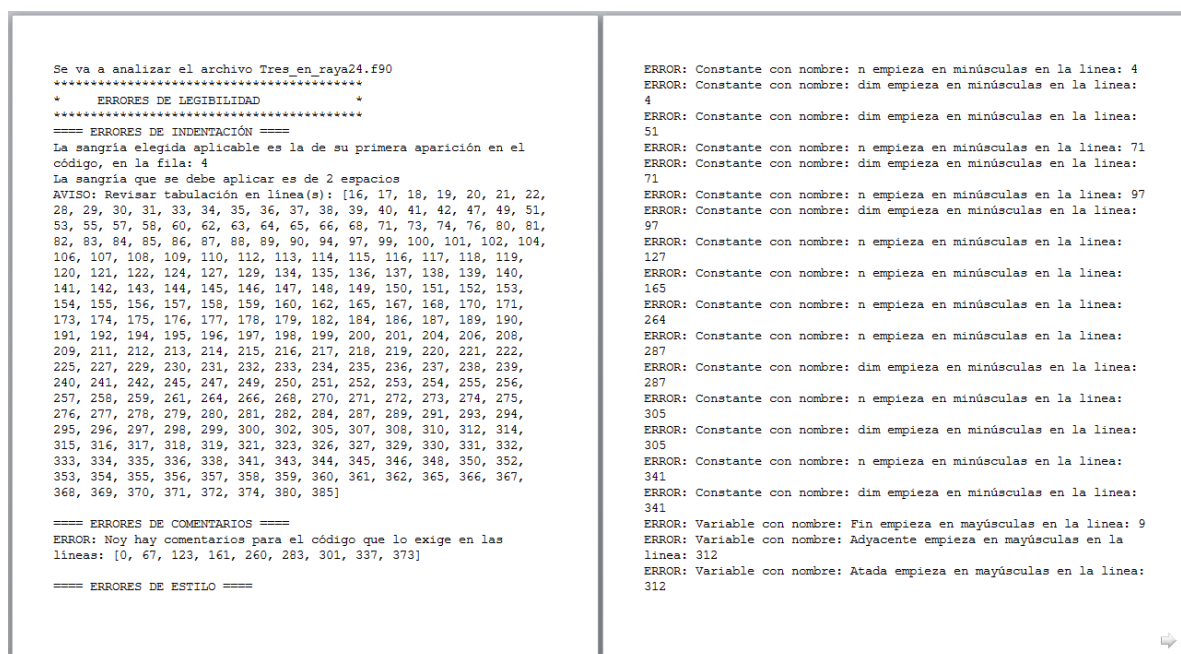 Se va a analizar el archivo Tres_en_raya24.f90
******************************************
*     ERRORES DE LEGIBILIDAD             *
******************************************
==== ERRORES DE INDENTACIÓN ====
La sangría elegida aplicable es la de su primera aparición en el
código, en la fila: 4
La sangría que se debe aplicar es de 2 espacios
AVISO: Revisar tabulación en línea(s): [16, 17, 18, 19, 20, 21, 22,
28, 29, 30, 31, 33, 34, 35, 36, 37, 38, 39, 40, 41, 42, 47, 49, 51,
53, 55, 57, 58, 60, 62, 63, 64, 65, 66, 68, 71, 73, 74, 76, 80, 81,
82, 83, 84, 85, 86, 87, 88, 89, 90, 94, 97, 99, 100, 101, 102, 104,
106, 107, 108, 109, 110, 112, 113, 114, 115, 116, 117, 118, 119,
120, 121, 122, 124, 127, 129, 134, 135, 136, 137, 138, 139, 140,
141, 142, 143, 144, 145, 146, 147, 148, 149, 150, 151, 152, 153,
154, 155, 156, 157, 158, 159, 160, 162, 165, 167, 168, 170, 171,
173, 174, 175, 176, 177, 178, 179, 182, 184, 186, 187, 189, 190,
191, 192, 194, 195, 196, 197, 198, 199, 200, 201, 204, 206, 208,
209, 211, 212, 213, 214, 215, 216, 217, 218, 219, 220, 221, 222,
225, 227, 229, 230, 231, 232, 233, 234, 235, 236, 237, 238, 239,
240, 241, 242, 245, 247, 249, 250, 251, 252, 253, 254, 255, 256,
257, 258, 259, 261, 264, 266, 268, 270, 271, 272, 273, 274, 275,
276, 277, 278, 279, 280, 281, 282, 284, 287, 289, 291, 293, 294,
295, 296, 297, 298, 299, 300, 302, 305, 307, 308, 310, 312, 314,
315, 316, 317, 318, 319, 321, 323, 326, 327, 329, 330, 331, 332,
333, 334, 335, 336, 338, 341, 343, 344, 345, 346, 348, 350, 352,
353, 354, 355, 356, 357, 358, 359, 360, 361, 362, 365, 366, 367,
368, 369, 370, 371, 372, 374, 380, 385]
==== ERRORES DE COMENTARIOS ====
ERROR: Noy hay comentarios para el código que lo exige en las
líneas: [0, 67, 123, 161, 260, 283, 301, 337, 373]
==== ERRORES DE ESTILO ====
ERROR: Constante con nombre: n empieza en minúsculas en la linea: 4
ERROR: Constante con nombre: dim empieza en minúsculas en la linea:
4
ERROR: Constante con nombre: dim empieza en minúsculas en la linea:
51
ERROR: Constante con nombre: n empieza en minúsculas en la linea: 71
ERROR: Constante con nombre: dim empieza en minúsculas en la linea:
71
ERROR: Constante con nombre: n empieza en minúsculas en la linea: 97
ERROR: Constante con nombre: dim empieza en minúsculas en la linea:
97
ERROR: Constante con nombre: n empieza en minúsculas en la linea:
127
ERROR: Constante con nombre: n empieza en minúsculas en la linea:
165
ERROR: Constante con nombre: n empieza en minúsculas en la linea:
264
ERROR: Constante con nombre: n empieza en minúsculas en la linea:
287
ERROR: Constante con nombre: dim empieza en minúsculas en la linea:
287
ERROR: Constante con nombre: n empieza en minúsculas en la linea:
305
ERROR: Constante con nombre: dim empieza en minúsculas en la linea:
305
ERROR: Constante con nombre: n empieza en minúsculas en la linea:
341
ERROR: Constante con nombre: dim empieza en minúsculas en la linea:
341
ERROR: Variable con nombre: Fin empieza en mayúsculas en la linea: 9
ERROR: Variable con nombre: Adyacente empieza en mayúsculas en la
linea: 312
ERROR: Variable con nombre: Atada empieza en mayúsculas en la linea:
312